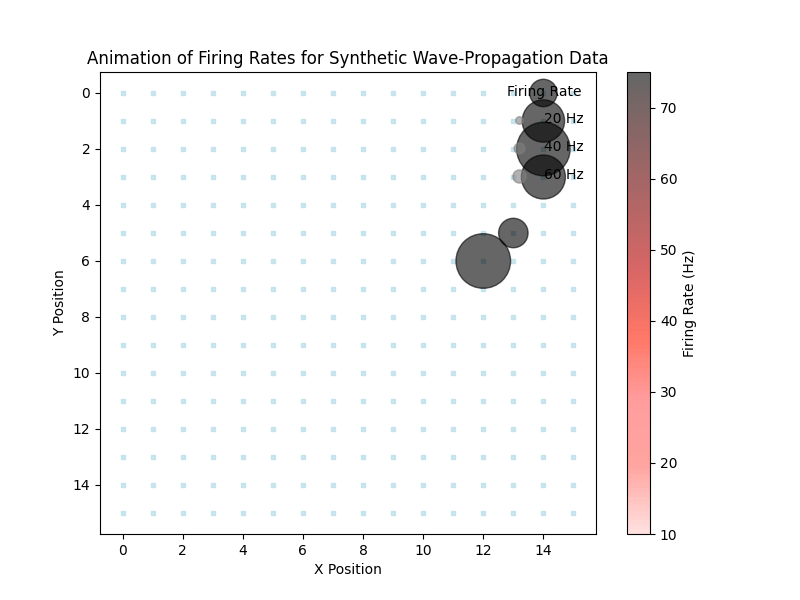 Animation of Firing Rates for Synthetic Wave-Propagation Data
Firing Rate
20 Hz
40 Hz
60 Hz
0
2
4
6
8
10
12
14
Y Position
0 2 4 6 8 10 12 14
X Position
70
60
50
40
30
20
10
Firing Rate (Hz)